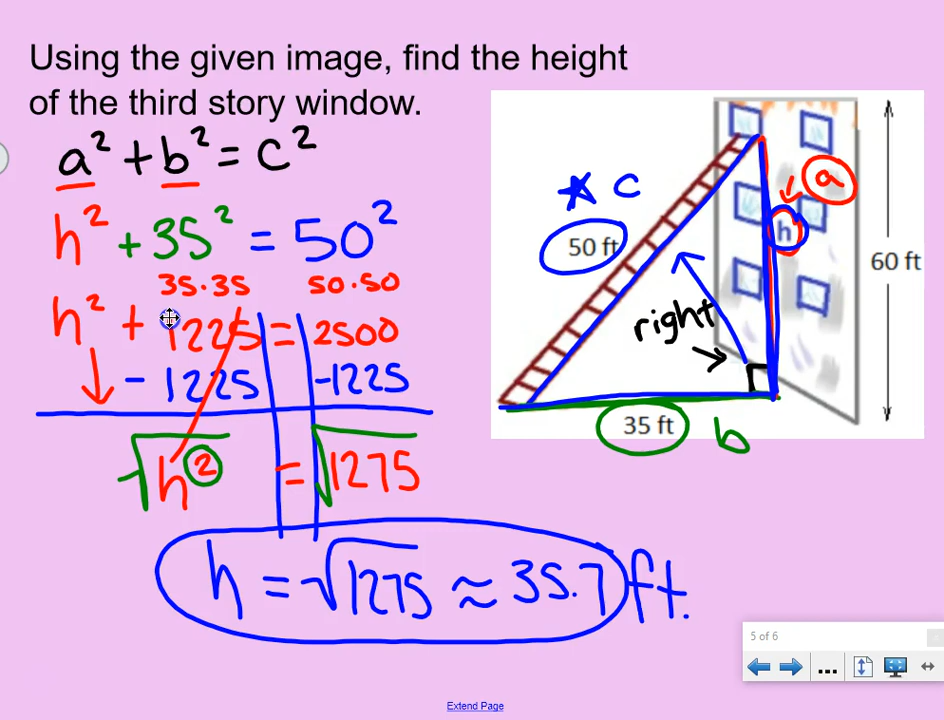 Using the given image, find the height
of the third story window.
a² + b² = c²
h² + 35² = 50²
35·35 50·50
h² + 1225 = 2500
- 1225 -1225
√h² = √1275
h = √1275 ≈ 35.7 ft.
c
50 ft
a
h
60 ft
right
35 ft
b
5 of 6
...
Extend Page